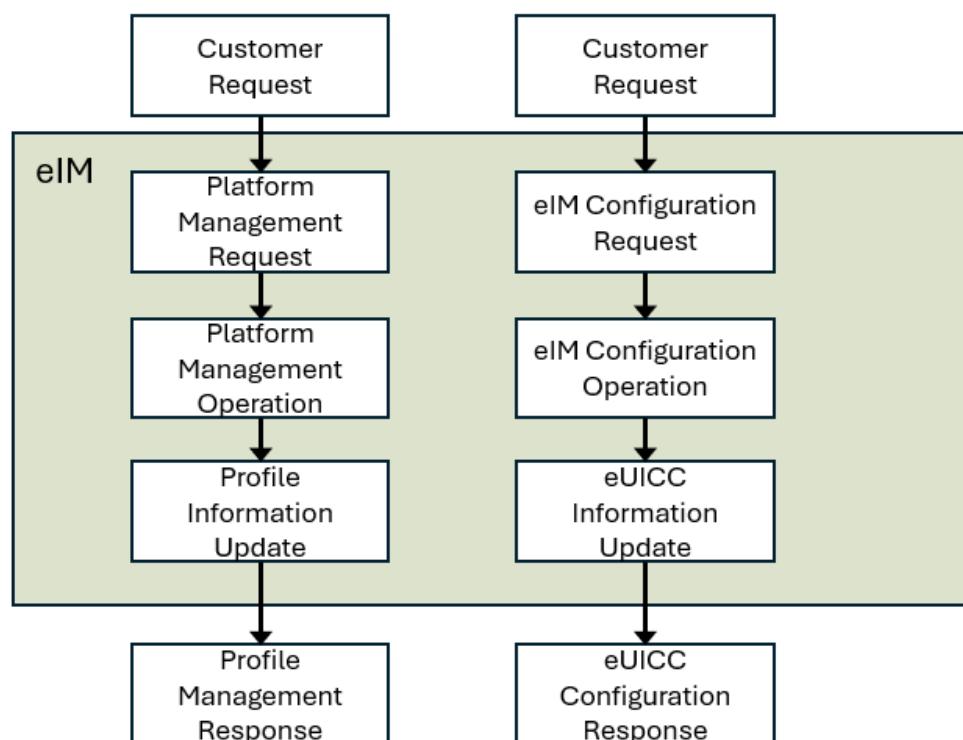 Customer
Request
Customer
Request
eIM
Platform
Management
Request
eIM Configuration
Request
Platform
Management
Operation
eIM Configuration
Operation
Profile
Information
Update
eUICC
Information
Update
Profile
Management
Response
eUICC
Configuration
Response